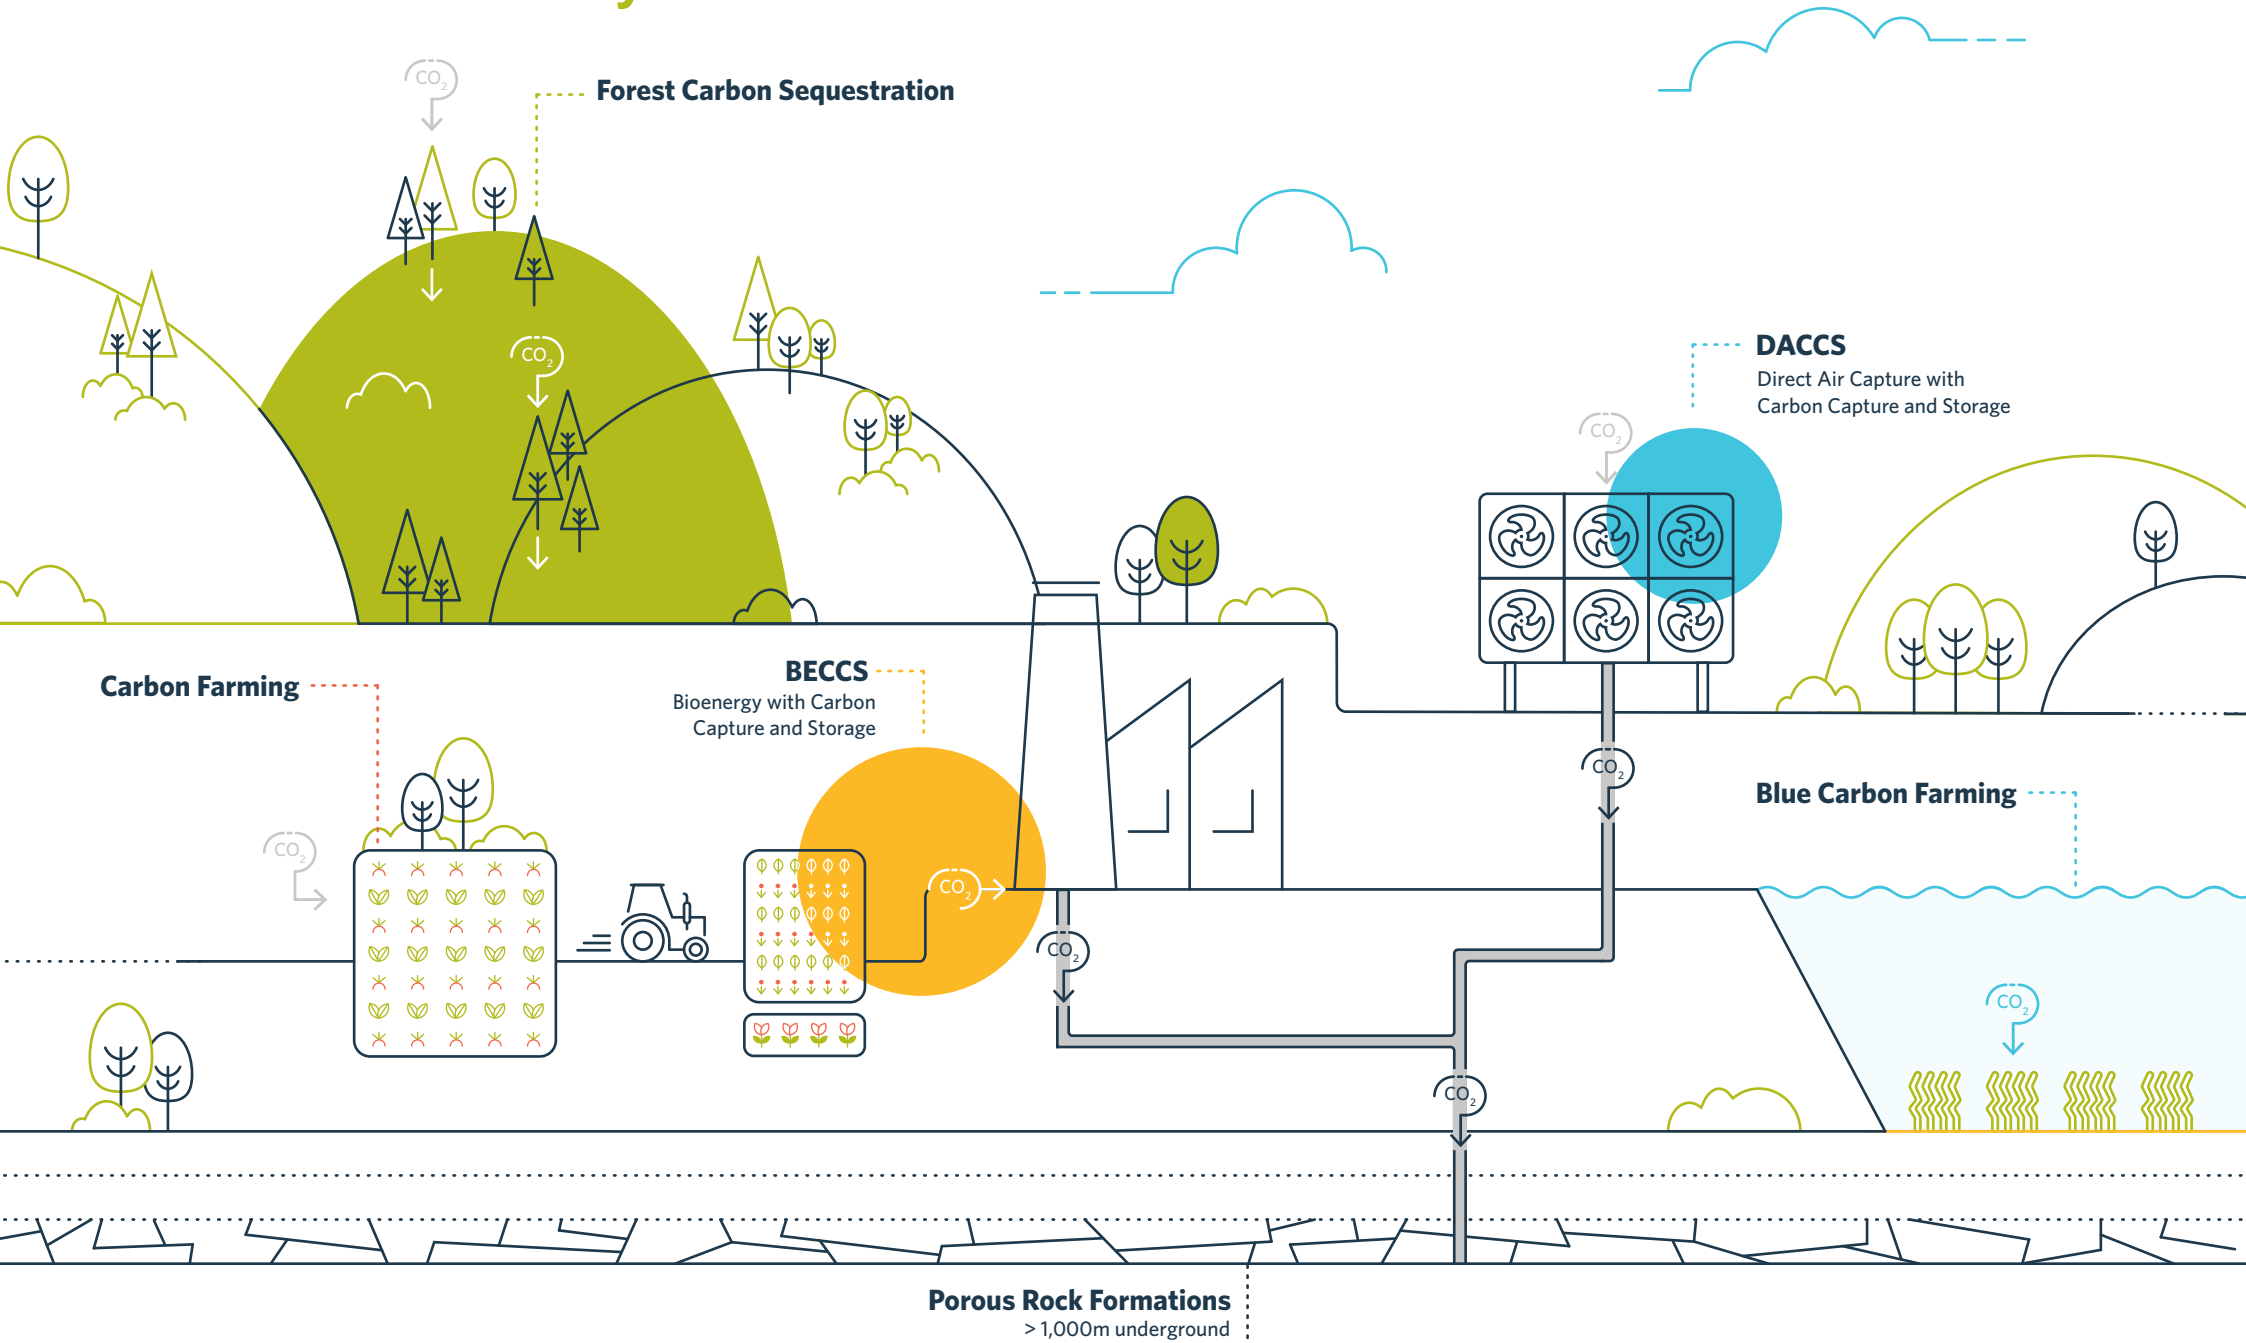 CO2
Forest Carbon Sequestration
CO2
DACCS
Direct Air Capture with
Carbon Capture and Storage
CO2
Carbon Farming
BECCS
Bioenergy with Carbon
Capture and Storage
CO2
Blue Carbon Farming
CO2
CO2
CO2
CO2
CO2
Porous Rock Formations
> 1,000m underground